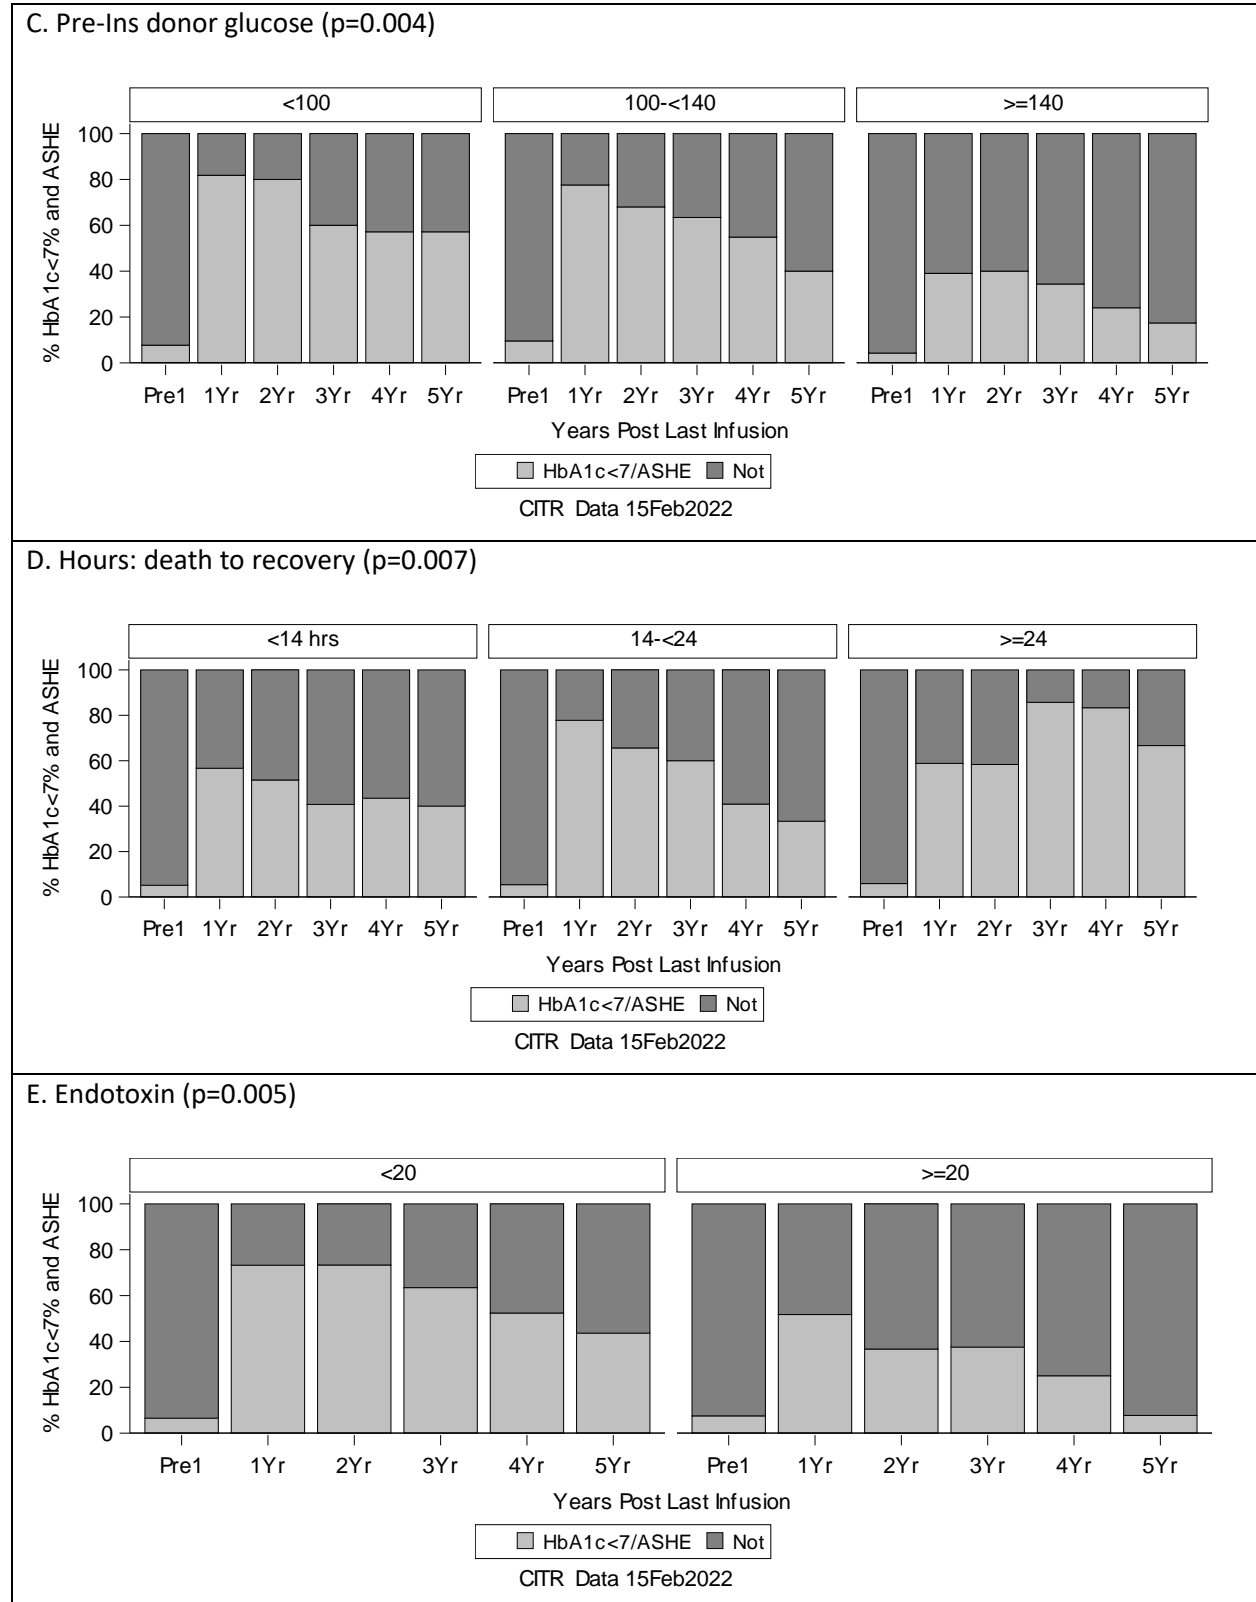 C. Pre-Ins donor glucose (p=0.004)
<100 100-<140 >=140
% HbA1c<7% and ASHE
100
80
60
40
20
0
Pre1 1Yr 2Yr 3Yr 4Yr 5Yr Pre1 1Yr 2Yr 3Yr 4Yr 5Yr Pre1 1Yr 2Yr 3Yr 4Yr 5Yr
Years Post Last Infusion
HbA1c<7/ASHE Not
CITR Data 15Feb2022
D. Hours: death to recovery (p=0.007)
<14 hrs 14-<24 >=24
% HbA1c<7% and ASHE
100
80
60
40
20
0
Pre1 1Yr 2Yr 3Yr 4Yr 5Yr Pre1 1Yr 2Yr 3Yr 4Yr 5Yr Pre1 1Yr 2Yr 3Yr 4Yr 5Yr
Years Post Last Infusion
HbA1c<7/ASHE Not
CITR Data 15Feb2022
E. Endotoxin (p=0.005)
<20 >=20
% HbA1c<7% and ASHE
100
80
60
40
20
0
Pre1 1Yr 2Yr 3Yr 4Yr 5Yr Pre1 1Yr 2Yr 3Yr 4Yr 5Yr
Years Post Last Infusion
HbA1c<7/ASHE Not
CITR Data 15Feb2022